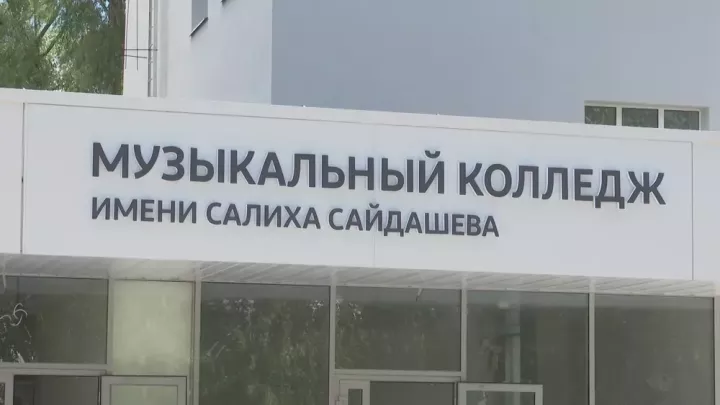 МУЗЫКАЛЬНЫЙ КОЛЛЕДЖ
ИМЕНИ САЛИХА САЙДАШЕВА